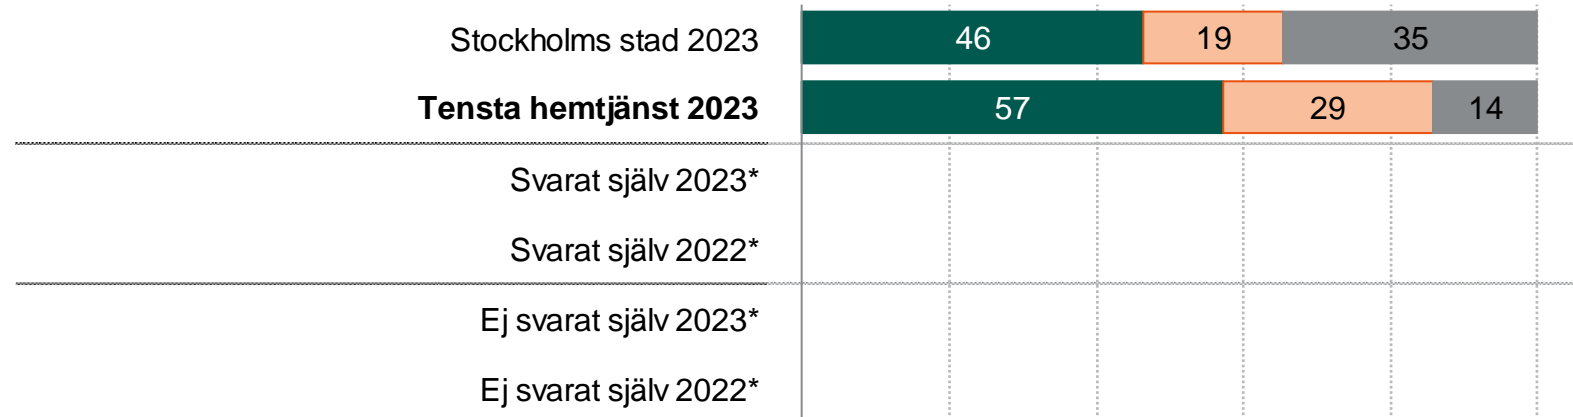 Stockholms stad 2023 46 19 35
Tensta hemtjänst 2023 57 29 14
Svarat själv 2023*
Svarat själv 2022*
Ej svarat själv 2023*
Ej svarat själv 2022*